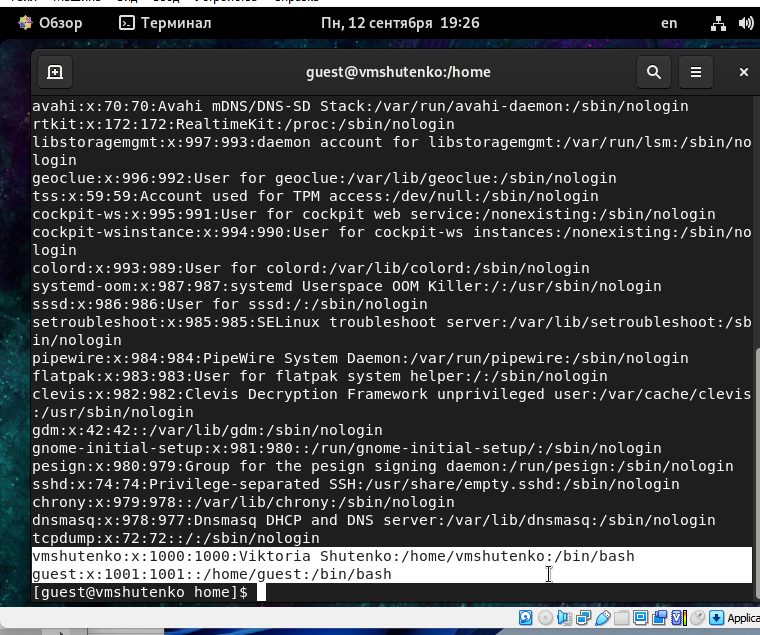 Обзор Терминал Пн, 12 сентября 19:26 en
guest@vmshutenko:/home
avahi:x:70:70:Avahi mDNS/DNS-SD Stack:/var/run/avahi-daemon:/sbin/nologin
rtkit:x:172:172:RealtimeKit:/proc:/sbin/nologin
libstoragemgmt:x:997:993:daemon account for libstoragemgmt:/var/run/lsm:/sbin/no
login
geoclue:x:996:992:User for geoclue:/var/lib/geoclue:/sbin/nologin
tss:x:59:59:Account used for TPM access:/dev/null:/sbin/nologin
cockpit-ws:x:995:991:User for cockpit web service:/nonexisting:/sbin/nologin
cockpit-wsinstance:x:994:990:User for cockpit-ws instances:/nonexisting:/sbin/no
login
colord:x:993:989:User for colord:/var/lib/colord:/sbin/nologin
systemd-oom:x:987:987:systemd Userspace OOM Killer:/:/usr/sbin/nologin
sssd:x:986:986:User for sssd:/:/sbin/nologin
setroubleshoot:x:985:985:SELinux troubleshoot server:/var/lib/setroubleshoot:/sb
in/nologin
pipewire:x:984:984:PipeWire System Daemon:/var/run/pipewire:/sbin/nologin
flatpak:x:983:983:User for flatpak system helper:/:/sbin/nologin
clevis:x:982:982:Clevis Decryption Framework unprivileged user:/var/cache/clevis
:/usr/sbin/nologin
gdm:x:42:42::/var/lib/gdm:/sbin/nologin
gnome-initial-setup:x:981:980::/run/gnome-initial-setup/:/sbin/nologin
pesign:x:980:979:Group for the pesign signing daemon:/run/pesign:/sbin/nologin
sshd:x:74:74:Privilege-separated SSH:/usr/share/empty.sshd:/sbin/nologin
chrony:x:979:978::/var/lib/chrony:/sbin/nologin
dnsmasq:x:978:977:Dnsmasq DHCP and DNS server:/var/lib/dnsmasq:/sbin/nologin
tcpdump:x:72:72::/:/sbin/nologin
vmshutenko:x:1000:1000:Viktoria Shutenko:/home/vmshutenko:/bin/bash
guest:x:1001:1001::/home/guest:/bin/bash
[guest@vmshutenko home]$